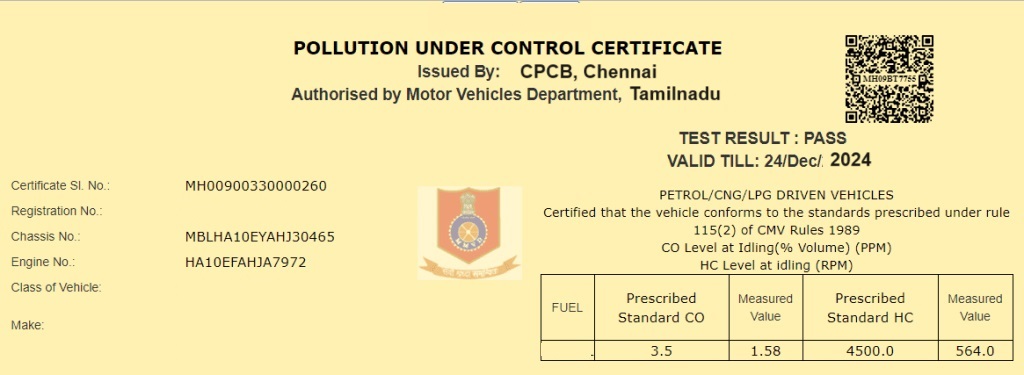 POLLUTION UNDER CONTROL CERTIFICATE
Issued By: CPCB, Chennai
Authorised by Motor Vehicles Department, Tamilnadu
MH09BT7755
TEST RESULT : PASS
VALID TILL: 24/Dec/ 2024
Certificate Sl. No.: MH00900330000260
Registration No.:
Chassis No.: MBLHA10EYAHJ30465
Engine No.: HA10EFAHJA7972
Class of Vehicle:
Make:
MMVD
PETROL/CNG/LPG DRIVEN VEHICLES
Certified that the vehicle conforms to the standards prescribed under rule
115(2) of CMV Rules 1989
CO Level at Idling(% Volume) (PPM)
HC Level at idling (RPM)
FUEL Prescribed Standard CO Measured Value Prescribed Standard HC Measured Value
. 3.5 1.58 4500.0 564.0